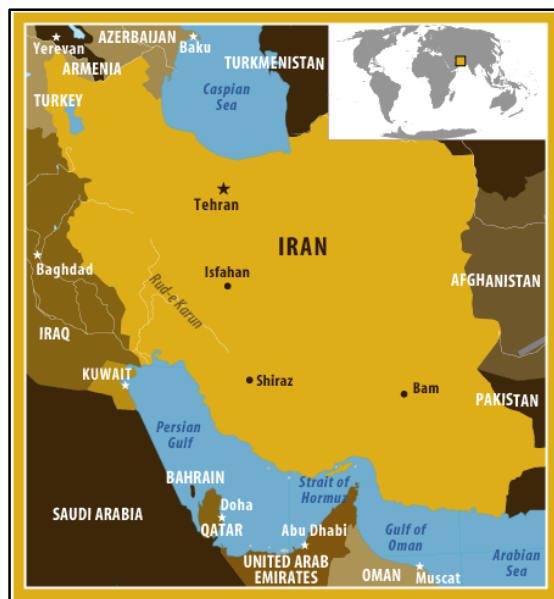 AZERBAIJAN
Yerevan
Baku
ARMENIA
TURKMENISTAN
TURKEY
Caspian
Sea
Tehran
IRAN
Baghdad
Isfahan
Rud-e Karun
AFGHANISTAN
IRAQ
KUWAIT
Shiraz
Bam
PAKISTAN
Persian
Gulf
BAHRAIN
Strait of
Hormuz
Doha
SAUDI ARABIA
QATAR
Abu Dhabi
Gulf of
Oman
UNITED ARAB
EMIRATES
OMAN
Muscat
Arabian
Sea